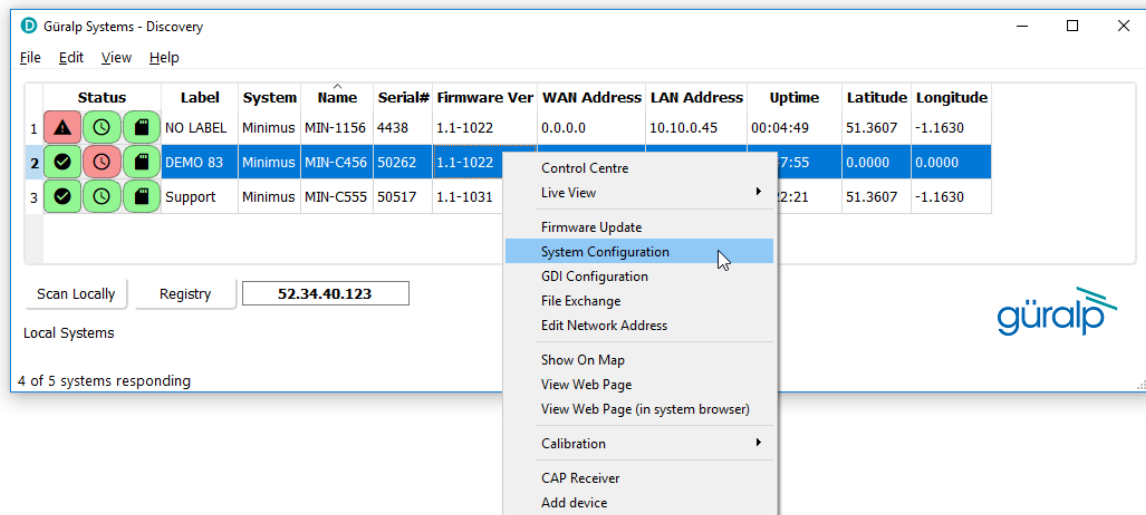 Güralp Systems - Discovery
File Edit View Help
Status Label System Name Serial# Firmware Ver WAN Address LAN Address Uptime Latitude Longitude
1 NO LABEL Minimus MIN-1156 4438 1.1-1022 0.0.0.0 10.10.0.45 00:04:49 51.3607 -1.1630
2 DEMO 83 Minimus MIN-C456 50262 1.1-1022 7:55 0.0000 0.0000
3 Support Minimus MIN-C555 50517 1.1-1031 2:21 51.3607 -1.1630
Control Centre
Live View
Firmware Update
System Configuration
GDI Configuration
File Exchange
Edit Network Address
Show On Map
View Web Page
View Web Page (in system browser)
Calibration
CAP Receiver
Add device
Scan Locally Registry 52.34.40.123
güralp
Local Systems
4 of 5 systems responding